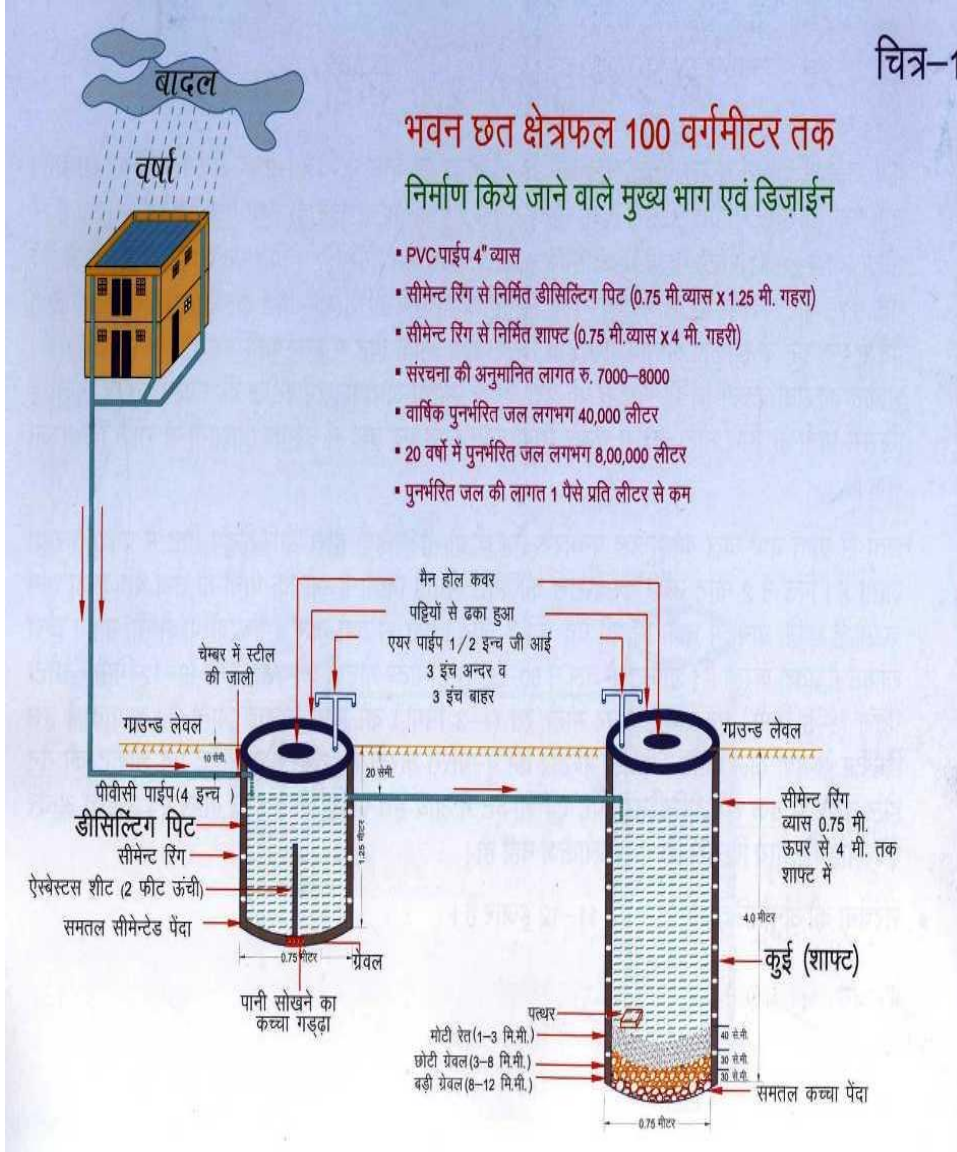 चित्र–1
बादल
वर्षा
भवन छत क्षेत्रफल 100 वर्गमीटर तक
निर्माण किये जाने वाले मुख्य भाग एवं डिज़ाईन
▪ PVC पाईप 4" व्यास
▪ सीमेन्ट रिंग से निर्मित डीसिल्टिंग पिट (0.75 मी.व्यास x 1.25 मी. गहरा)
▪ सीमेन्ट रिंग से निर्मित शाफ्ट (0.75 मी.व्यास x 4 मी. गहरी)
▪ संरचना की अनुमानित लागत रु. 7000–8000
▪ वार्षिक पुनर्भरित जल लगभग 40,000 लीटर
▪ 20 वर्षो में पुनर्भरित जल लगभग 8,00,000 लीटर
▪ पुनर्भरित जल की लागत 1 पैसे प्रति लीटर से कम
मैन होल कवर
पट्टियों से ढका हुआ
एयर पाईप 1/2 इन्च जी आई
3 इंच अन्दर व
3 इंच बाहर
चेम्बर में स्टील
की जाली
ग्राउन्ड लेवल
10 सेमी.
पीवीसी पाईप(4 इन्च )
डीसिल्टिंग पिट
सीमेन्ट रिंग
ऐस्बेस्टस शीट (2 फीट ऊंची)
समतल सीमेन्टेड पेंदा
1.25 मीटर
0.75 मीटर
ग्रेवल
पानी सोखने का
कच्चा गड्ढ़ा
20 सेमी.
ग्राउन्ड लेवल
सीमेन्ट रिंग
व्यास 0.75 मी.
ऊपर से 4 मी. तक
शाफ्ट में
4.0 मीटर
कुई (शाफ्ट)
पत्थर
मोटी रेत(1–3 मि.मी.)
छोटी ग्रेवल(3–8 मि.मी.)
बड़ी ग्रेवल(8–12 मि.मी.)
40 से.मी.
30 से.मी.
30 से.मी.
समतल कच्चा पेंदा
0.75 मीटर